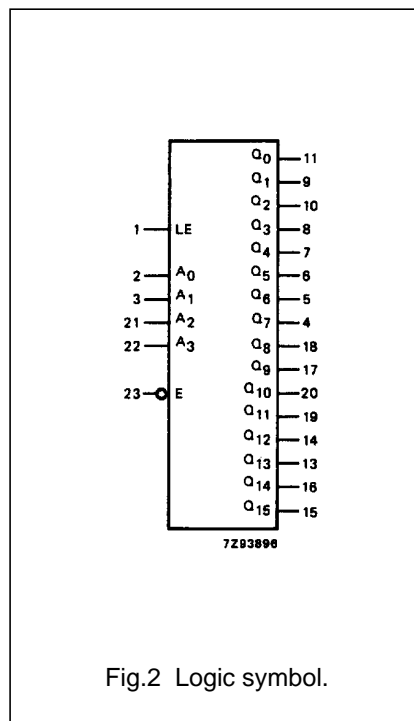 Q0 11
Q1 9
Q2 10
1 LE Q3 8
Q4 7
2 A0 Q5 6
3 A1 Q6 5
21 A2 Q7 4
22 A3 Q8 18
Q9 17
23 E Q10 20
Q11 19
Q12 14
Q13 13
Q14 16
Q15 15
7Z93896
Fig.2 Logic symbol.